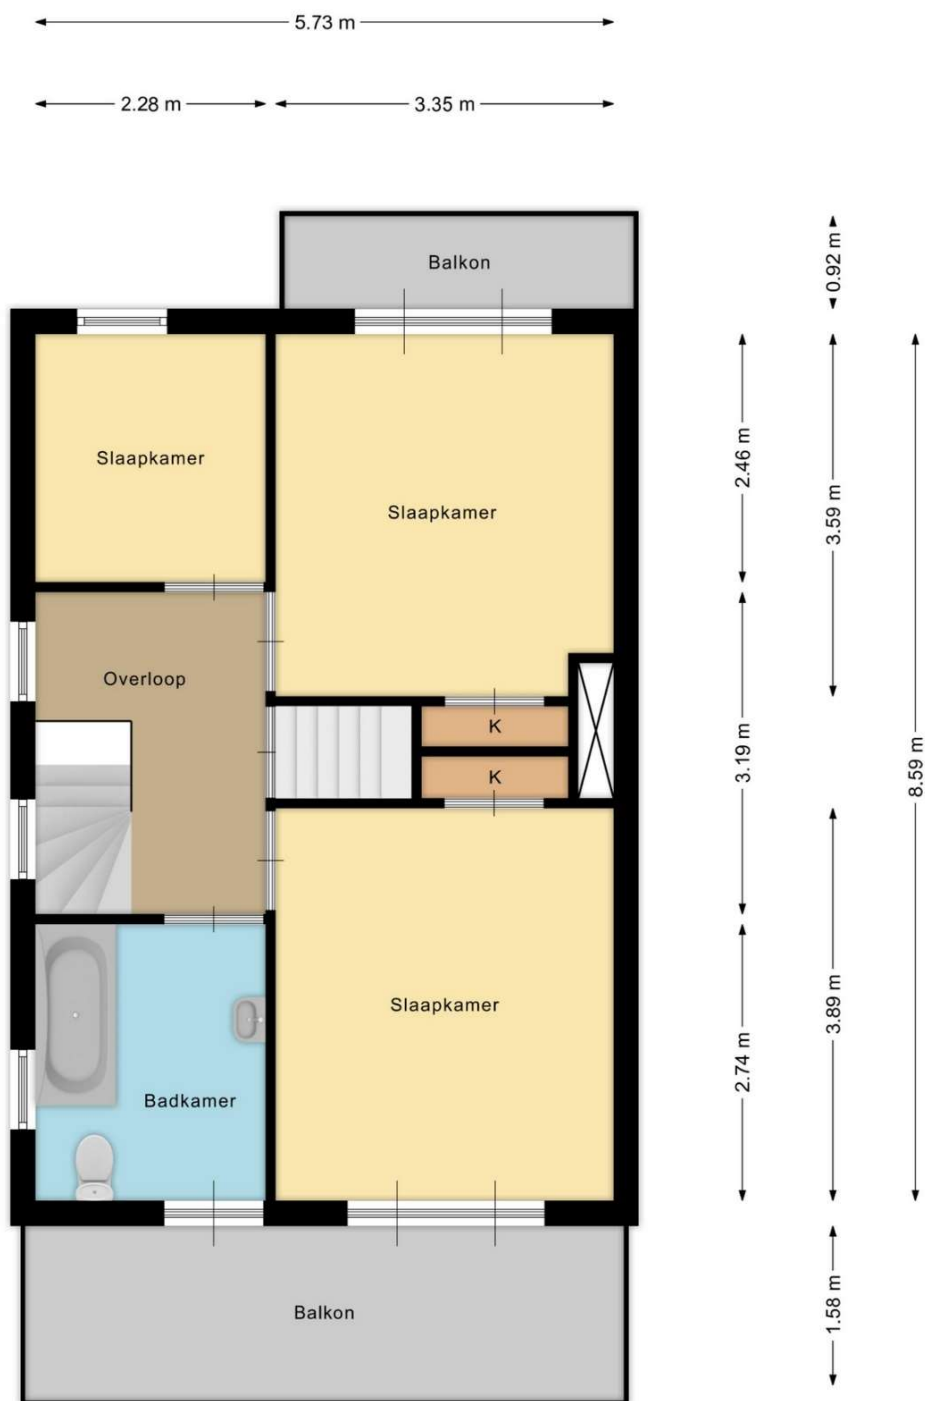 5.73 m
2.28 m
3.35 m
Balkon
0.92 m
Slaapkamer
Slaapkamer
2.46 m
3.59 m
Overloop
K
K
3.19 m
8.59 m
Slaapkamer
Badkamer
2.74 m
3.89 m
Balkon
1.58 m